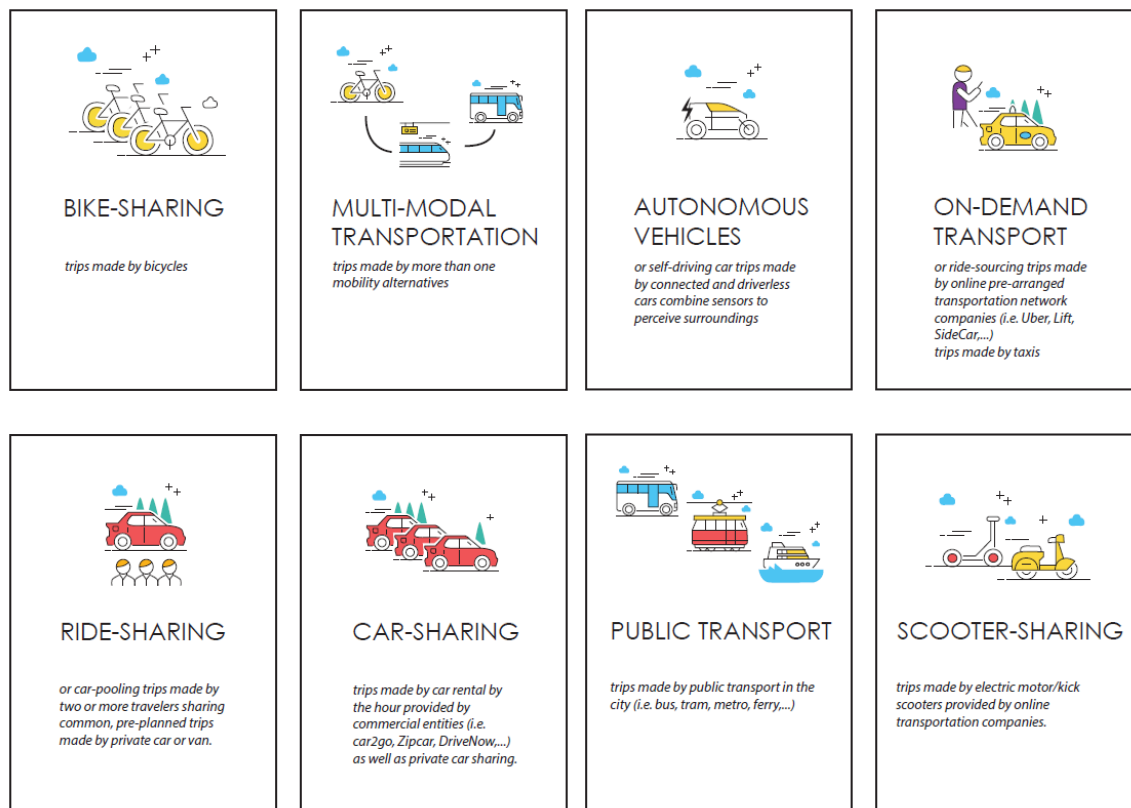 BIKE-SHARING
trips made by bicycles
MULTI-MODAL
TRANSPORTATION
trips made by more than one
mobility alternatives
AUTONOMOUS
VEHICLES
or self-driving car trips made
by connected and driverless
cars combine sensors to
perceive surroundings
ON-DEMAND
TRANSPORT
or ride-sourcing trips made
by online pre-arranged
transportation network
companies (i.e. Uber, Lift,
SideCar,...)
trips made by taxis
RIDE-SHARING
or car-pooling trips made by
two or more travelers sharing
common, pre-planned trips
made by private car or van.
CAR-SHARING
trips made by car rental by
the hour provided by
commercial entities (i.e.
car2go, Zipcar, DriveNow,...)
as well as private car sharing.
PUBLIC TRANSPORT
trips made by public transport in the
city (i.e. bus, tram, metro, ferry,...)
SCOOTER-SHARING
trips made by electric motor/kick
scooters provided by online
transportation companies.